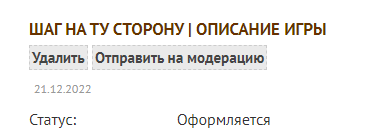 ШАГ НА ТУ СТОРОНУ | ОПИСАНИЕ ИГРЫ
Удалить Отправить на модерацию
21.12.2022
Статус: Оформляется